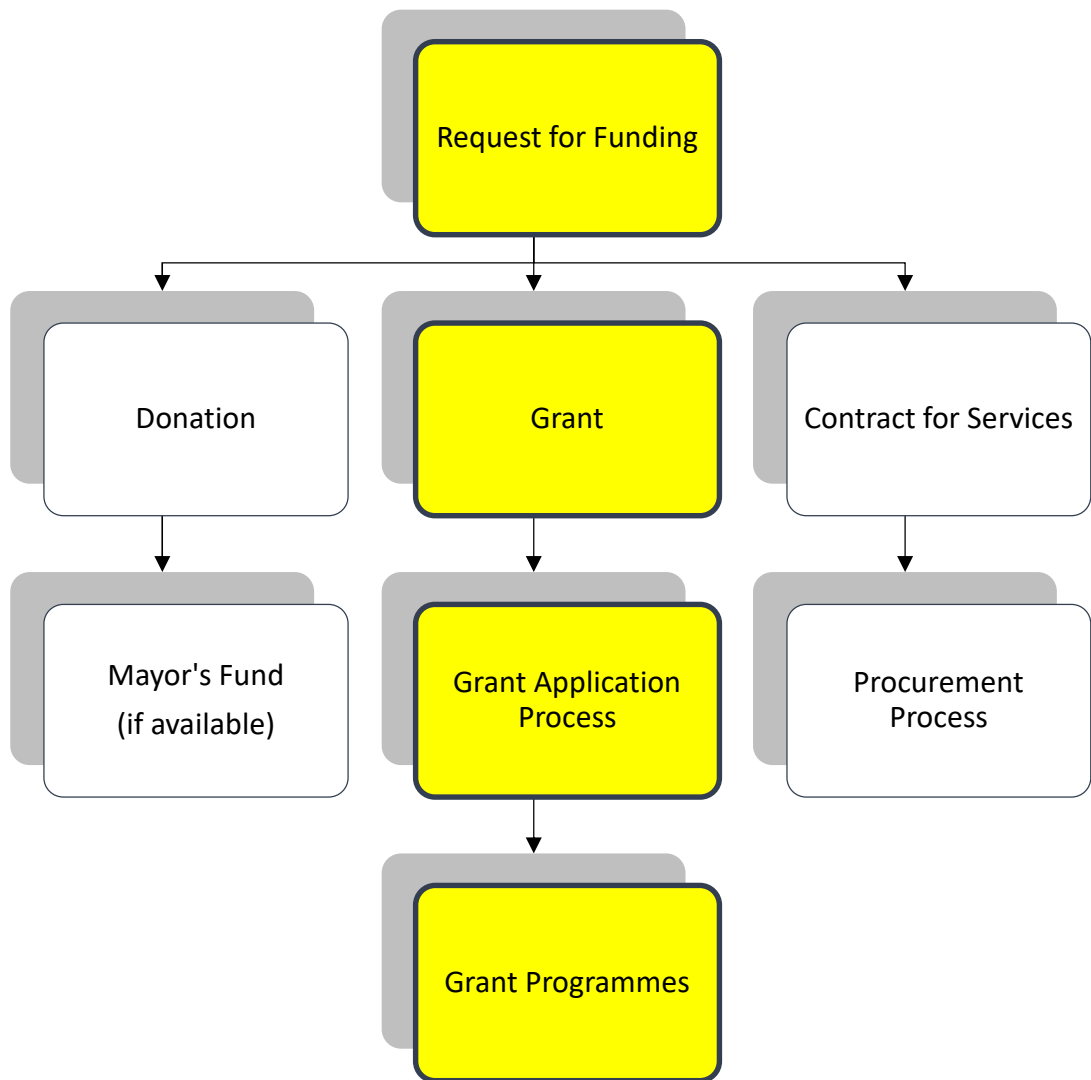 Request for Funding
Donation
Grant
Contract for Services
Mayor's Fund
(if available)
Grant Application
Process
Procurement
Process
Grant Programmes